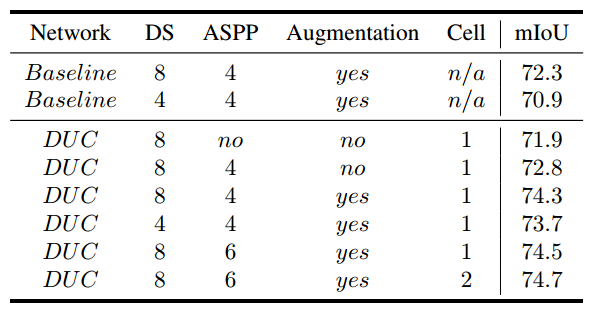 Network DS ASPP Augmentation Cell mIoU
Baseline 8 4 yes n/a 72.3
Baseline 4 4 yes n/a 70.9
DUC 8 no no 1 71.9
DUC 8 4 no 1 72.8
DUC 8 4 yes 1 74.3
DUC 4 4 yes 1 73.7
DUC 8 6 yes 1 74.5
DUC 8 6 yes 2 74.7